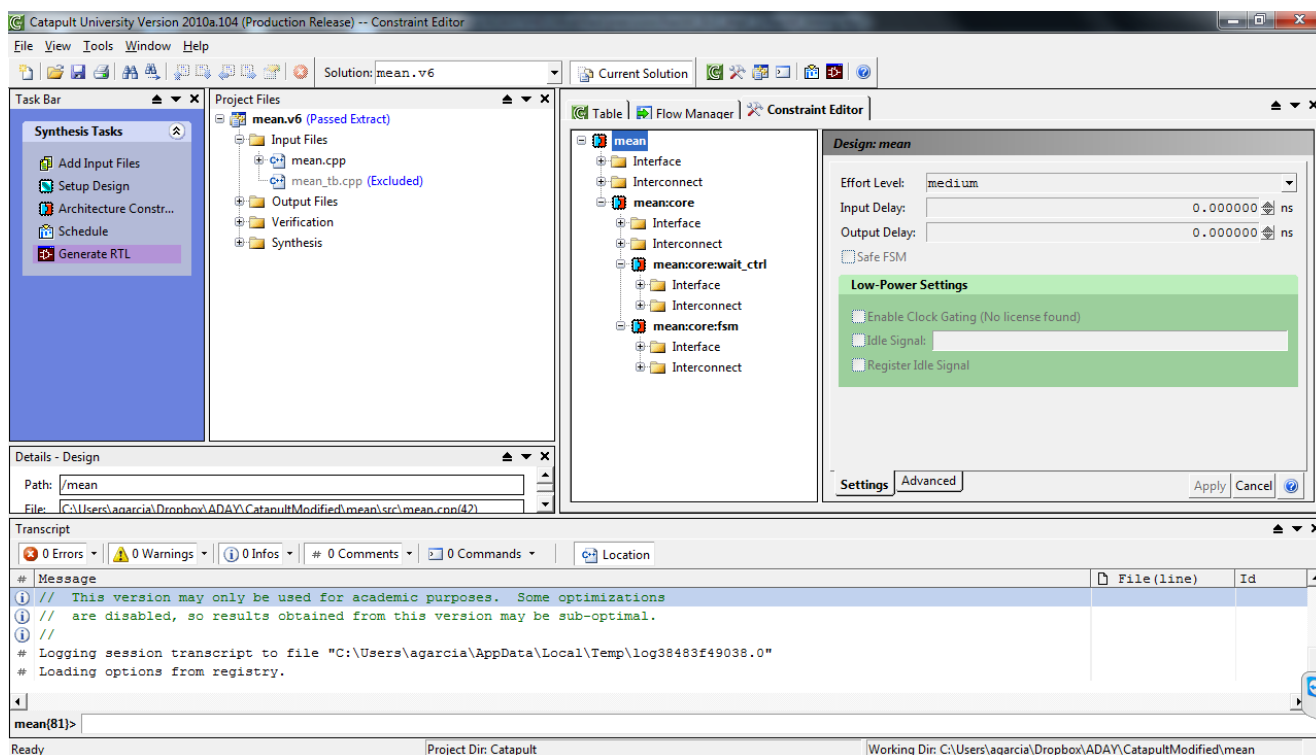 Catapult University Version 2010a.104 (Production Release) -- Constraint Editor
File View Tools Window Help
Solution: mean.v6 Current Solution
Task Bar
Synthesis Tasks
Add Input Files
Setup Design
Architecture Constr...
Schedule
Generate RTL
Project Files
mean.v6 (Passed Extract)
Input Files
mean.cpp
mean_tb.cpp (Excluded)
Output Files
Verification
Synthesis
Details - Design
Path: /mean
File: C:\Users\agarcia\Dropbox\ADAY\CatapultModified\mean\src\mean.cpp(42)
Table Flow Manager Constraint Editor
mean
Interface
Interconnect
mean:core
Interface
Interconnect
mean:core:wait_ctrl
Interface
Interconnect
mean:core:fsm
Interface
Interconnect
Design: mean
Effort Level: medium
Input Delay: 0.000000 ns
Output Delay: 0.000000 ns
Safe FSM
Low-Power Settings
Enable Clock Gating (No license found)
Idle Signal:
Register Idle Signal
Settings Advanced Apply Cancel
Transcript
0 Errors 0 Warnings 0 Infos # 0 Comments 0 Commands Location
# Message File(line) Id
// This version may only be used for academic purposes. Some optimizations
// are disabled, so results obtained from this version may be sub-optimal.
//
# Logging session transcript to file "C:\Users\agarcia\AppData\Local\Temp\log38483f49038.0"
# Loading options from registry.
mean{81}>
Ready Project Dir: Catapult Working Dir: C:\Users\agarcia\Dropbox\ADAY\CatapultModified\mean